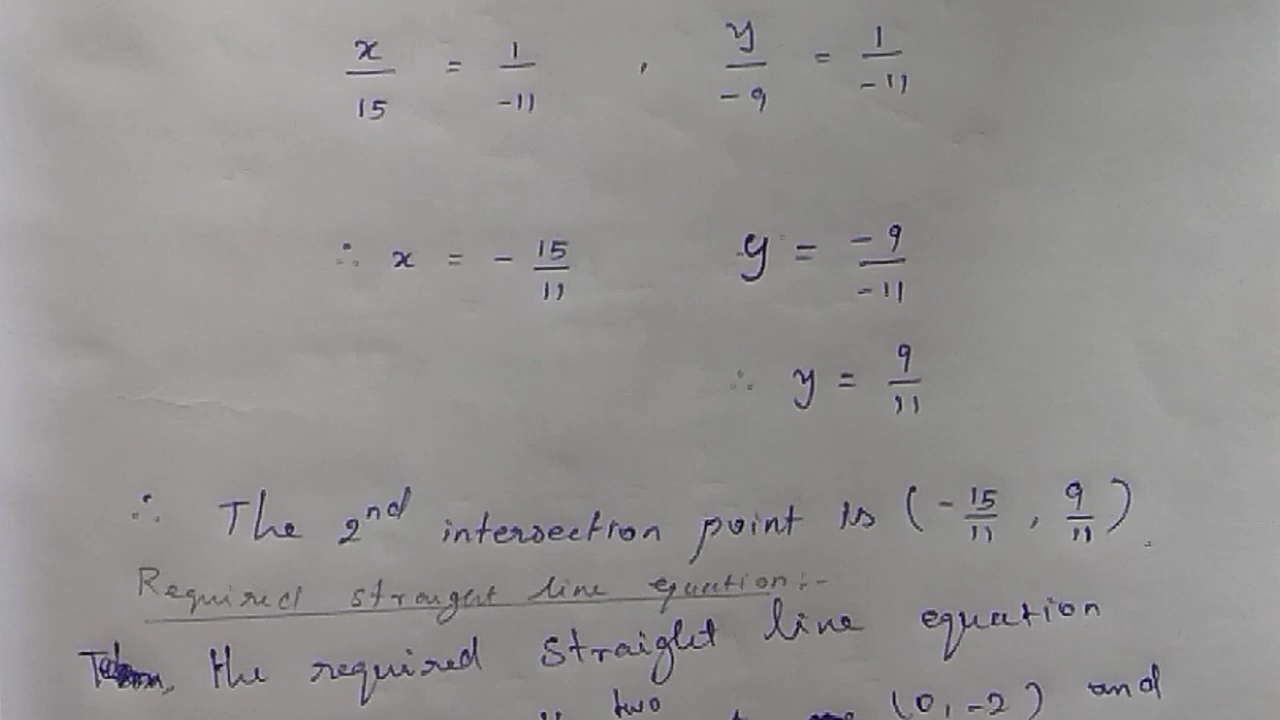 x/15 = 1/-11 , y/-9 = 1/-11
∴ x = - 15/11 y = -9/-11
∴ y = 9/11
∴ The 2nd intersection point is (-15/11, 9/11).
Required straight line equation:-
the required straight line equation
two (0, -2) and